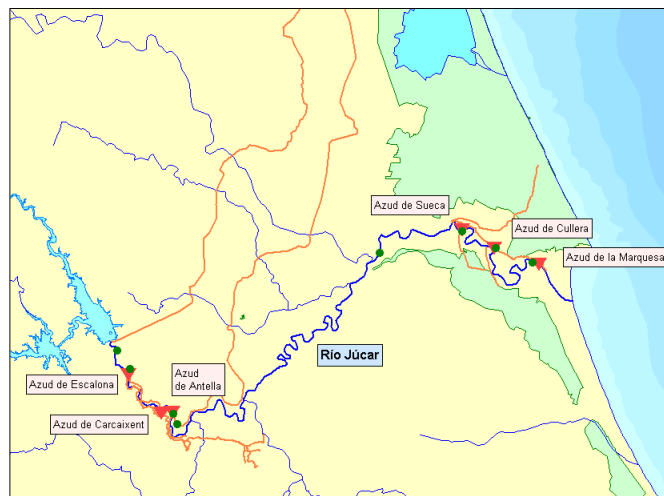 Azud de Sueca
Azud de Cullera
Azud de la Marquesa
Río Júcar
Azud
de Antella
Azud de Escalona
Azud de Carcaixent